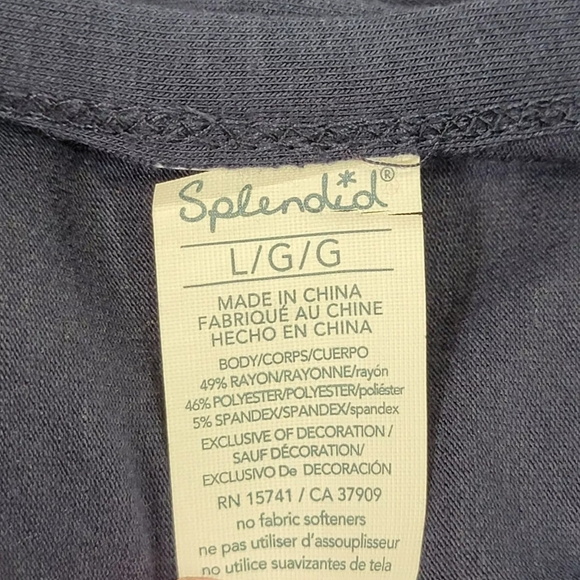 Splendid®
L/G/G
MADE IN CHINA
FABRIQUÉ AU CHINE
HECHO EN CHINA
BODY/CORPS/CUERPO
49% RAYON/RAYONNE/rayón
46% POLYESTER/POLYESTER/poliéster
5% SPANDEX/SPANDEX/spandex
EXCLUSIVE OF DECORATION /
SAUF DÉCORATION/
EXCLUSIVO De DECORACIÓN
RN 15741 / CA 37909
no fabric softeners
ne pas utiliser d'assouplisseur
no utilice suavizantes de tela